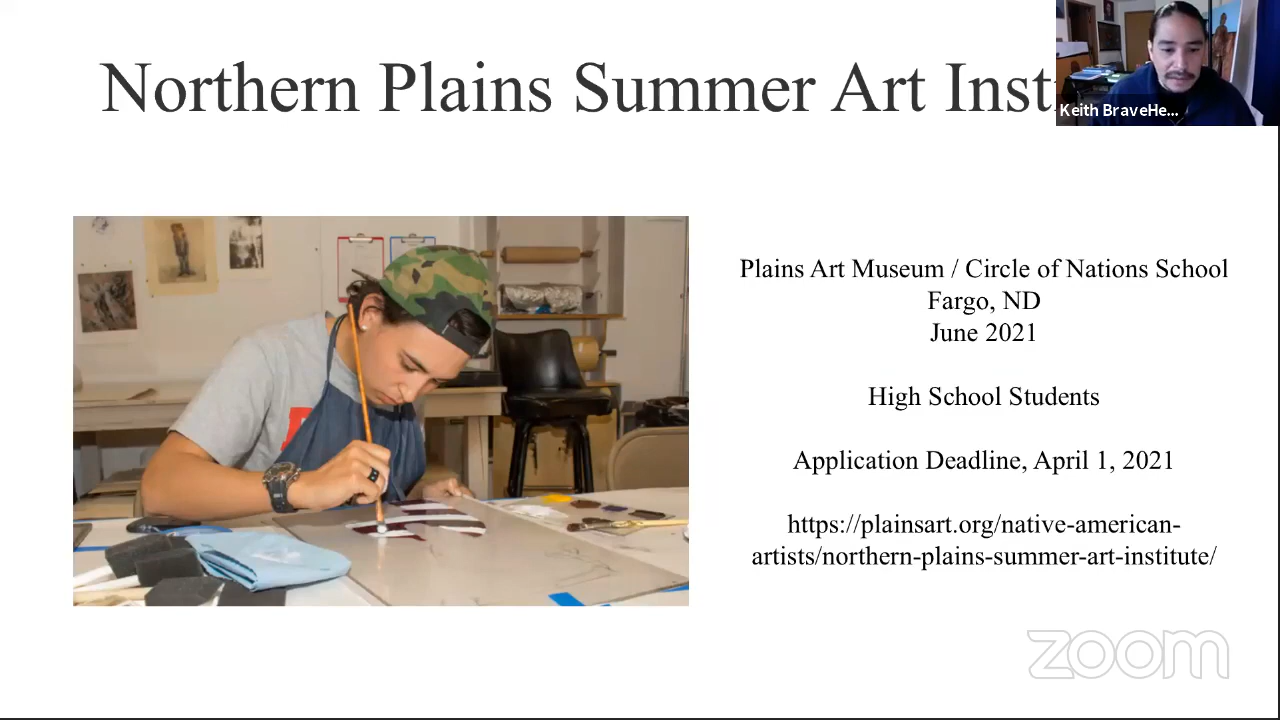 Northern Plains Summer Art Inst
Keith BraveHe...
Plains Art Museum / Circle of Nations School
Fargo, ND
June 2021
High School Students
Application Deadline, April 1, 2021
https://plainsart.org/native-american-
artists/northern-plains-summer-art-institute/
zoom